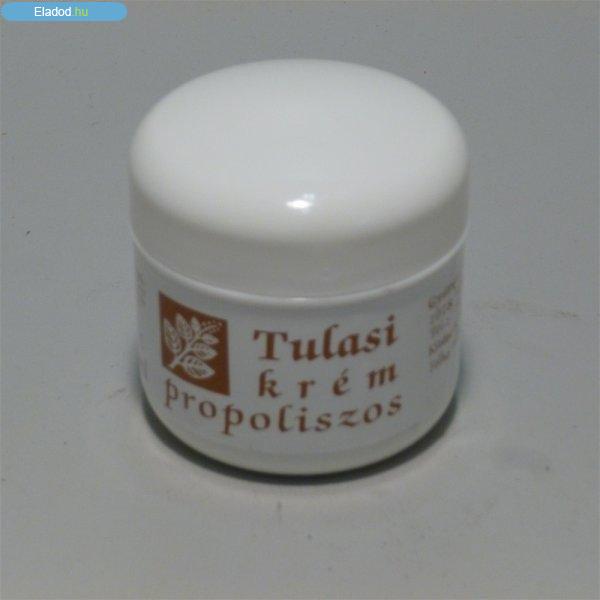 Eladod.hu
Tulasi
krém
propoliszos